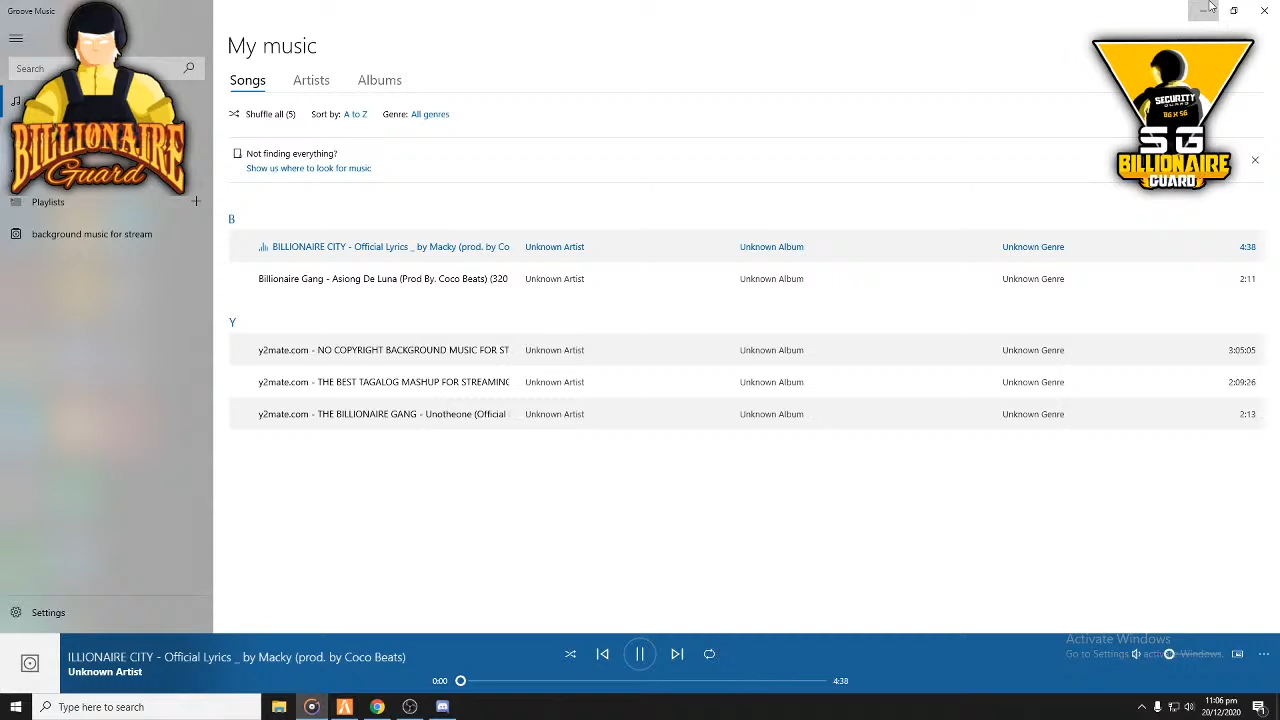 Groove Music
Search
BILLIONAIRE
Guard
Playlists
background music for stream
Settings
My music
Songs Artists Albums
Shuffle all (5) Sort by: A to Z Genre: All genres
Not finding everything?
Show us where to look for music
SECURITY
GUARD
BG X SG
SG
BILLIONAIRE
GUARD
B
BILLIONAIRE CITY - Official Lyrics _ by Macky (prod. by Co Unknown Artist Unknown Album Unknown Genre 4:38
Billionaire Gang - Asiong De Luna (Prod By. Coco Beats) (320 Unknown Artist Unknown Album Unknown Genre 2:11
Y
y2mate.com - NO COPYRIGHT BACKGROUND MUSIC FOR ST Unknown Artist Unknown Album Unknown Genre 3:05:05
y2mate.com - THE BEST TAGALOG MASHUP FOR STREAMING Unknown Artist Unknown Album Unknown Genre 2:09:26
y2mate.com - THE BILLIONAIRE GANG - Unotheone (Official Unknown Artist Unknown Album Unknown Genre 2:13
ILLIONAIRE CITY - Official Lyrics _ by Macky (prod. by Coco Beats)
Unknown Artist
0:00 4:38
Activate Windows
Go to Settings activate Windows.
Type here to search
11:06 pm
20/12/2020